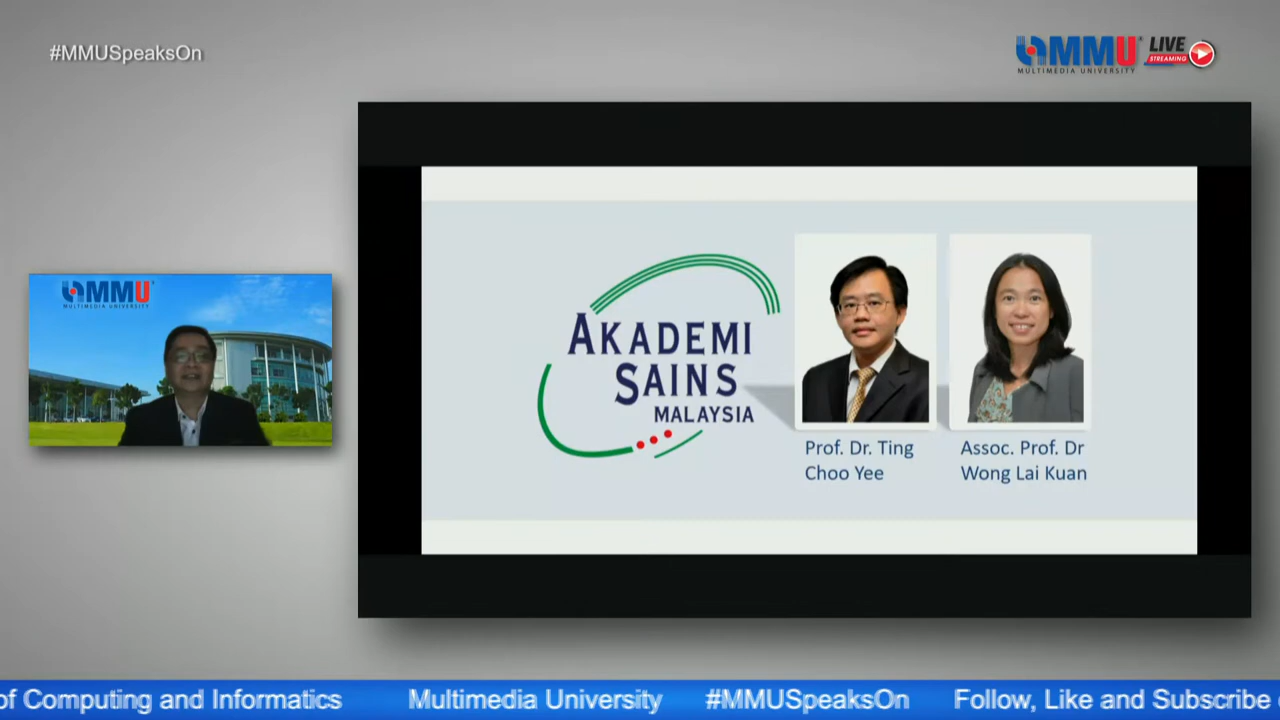 #MMUSpeaksOn
MMU
MULTIMEDIA UNIVERSITY
LIVE
STREAMING
MMU
MULTIMEDIA UNIVERSITY
AKADEMI
SAINS
MALAYSIA
Prof. Dr. Ting
Choo Yee
Assoc. Prof. Dr
Wong Lai Kuan
of Computing and Informatics Multimedia University #MMUSpeaksOn Follow, Like and Subscribe